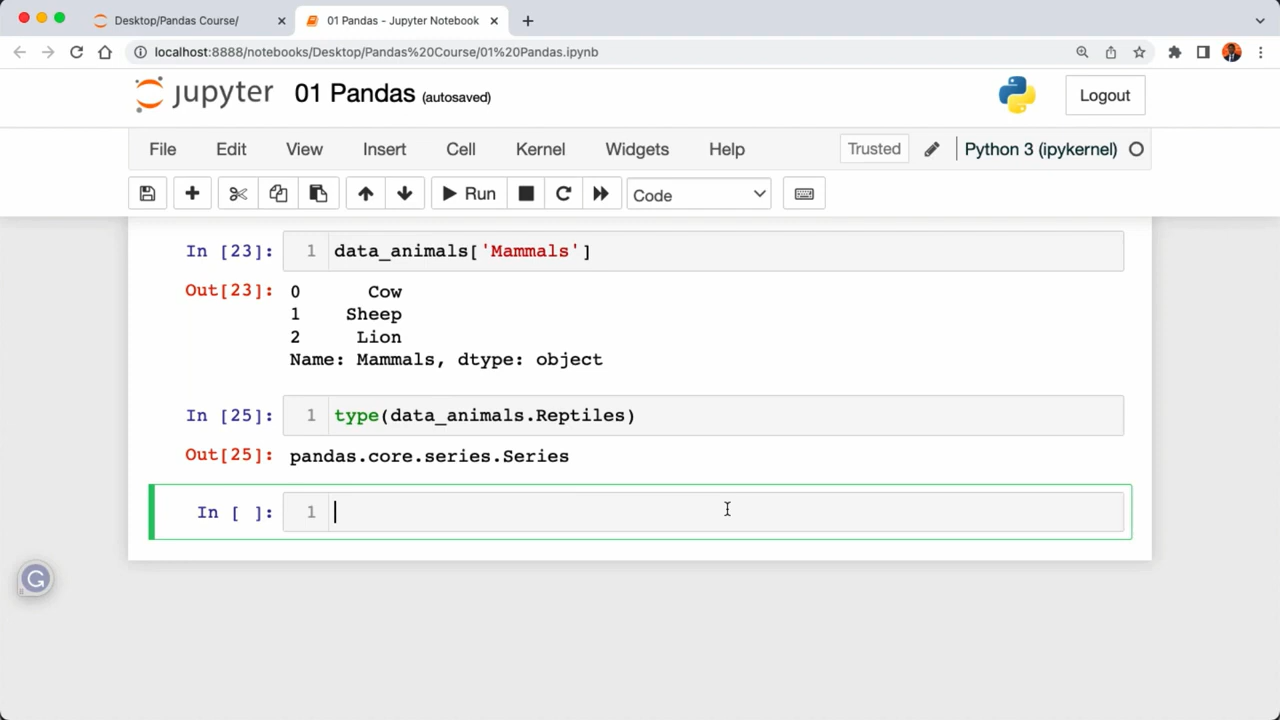 Desktop/Pandas Course/
01 Pandas - Jupyter Notebook
localhost:8888/notebooks/Desktop/Pandas%20Course/01%20Pandas.ipynb
jupyter 01 Pandas (autosaved)
Logout
File Edit View Insert Cell Kernel Widgets Help
Trusted
Python 3 (ipykernel)
Run
Code
In [23]: 1 data_animals['Mammals']
Out[23]: 0 Cow
1 Sheep
2 Lion
Name: Mammals, dtype: object
In [25]: 1 type(data_animals.Reptiles)
Out[25]: pandas.core.series.Series
In [ ]: 1